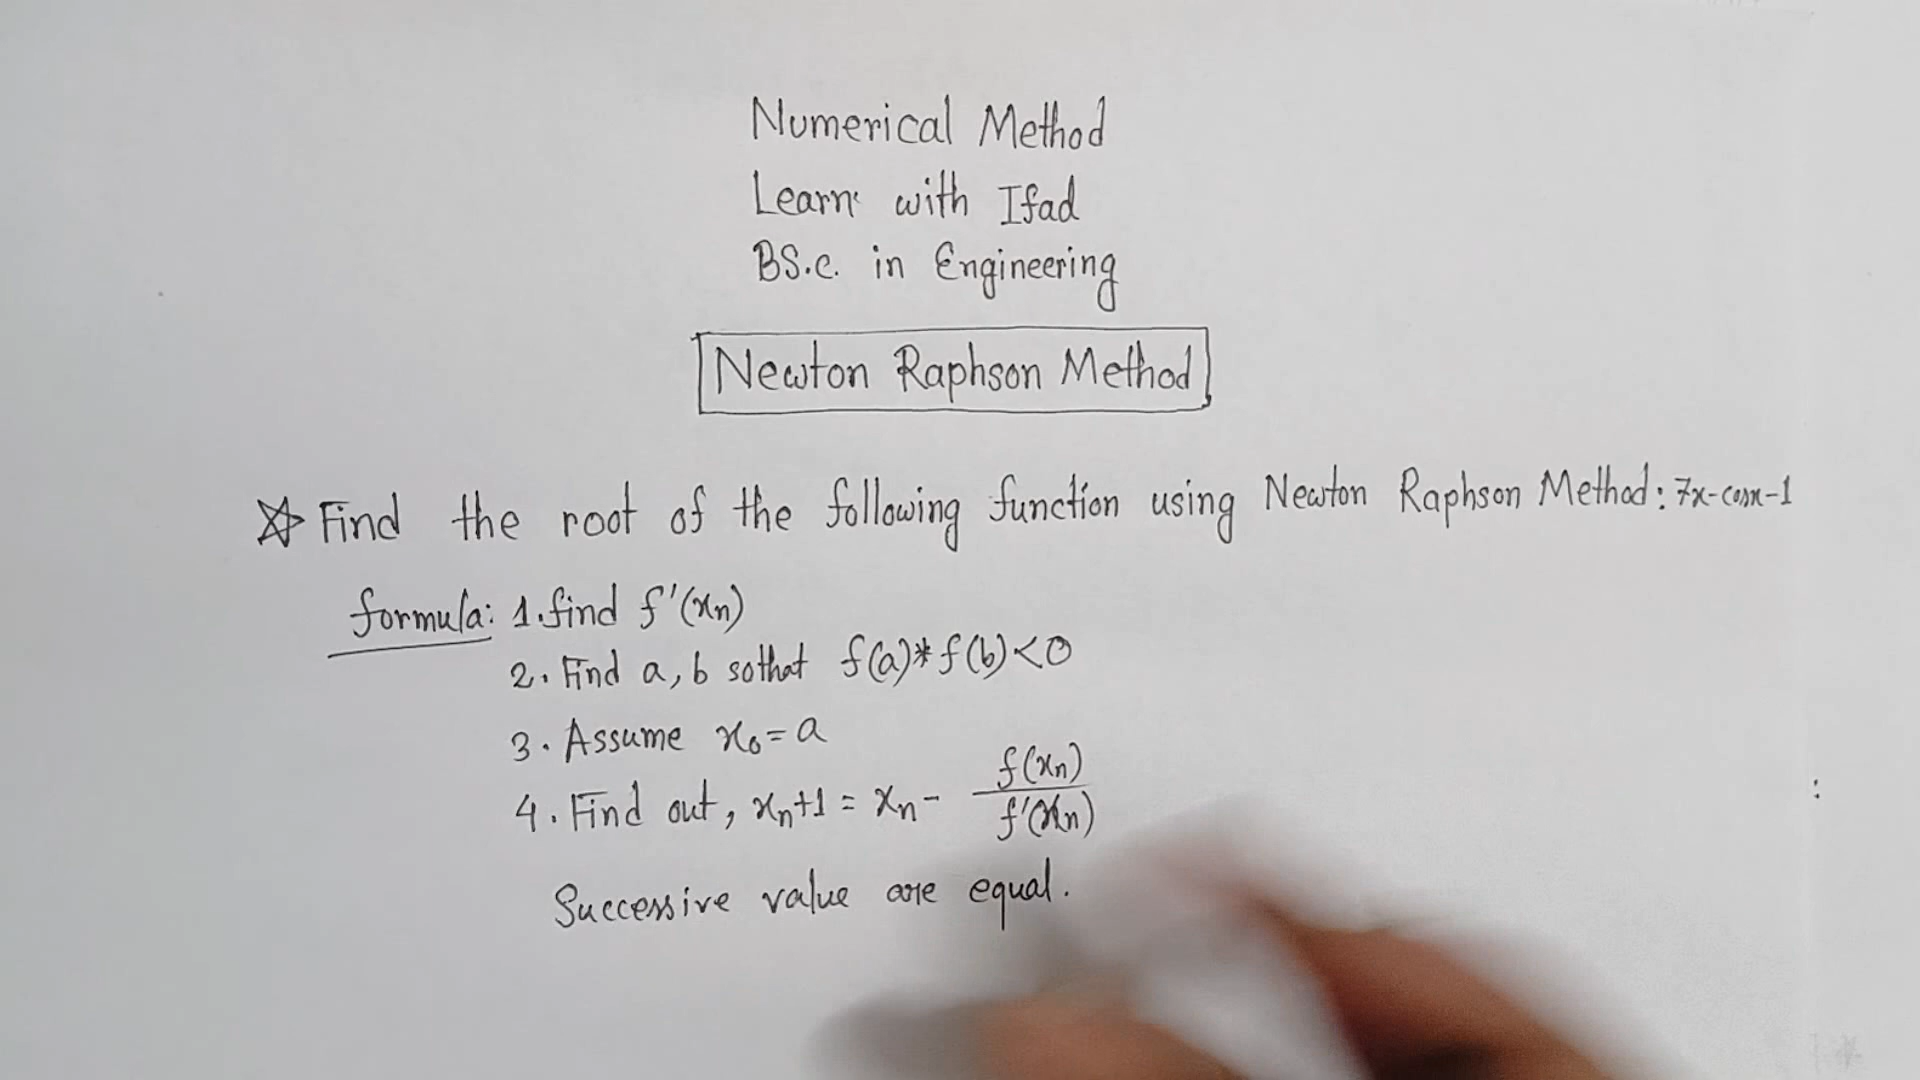 Numerical Method
Learn with Ifad
BS.c. in Engineering
Newton Raphson Method
Find the root of the following function using Newton Raphson Method: 7x-cosx-1
formula: 1. find f'(xn)
2. Find a, b sothat f(a)*f(b)<0
3. Assume x0=a
4. Find out, xn+1 = xn - f(xn)/f'(xn)
Successive value are equal.